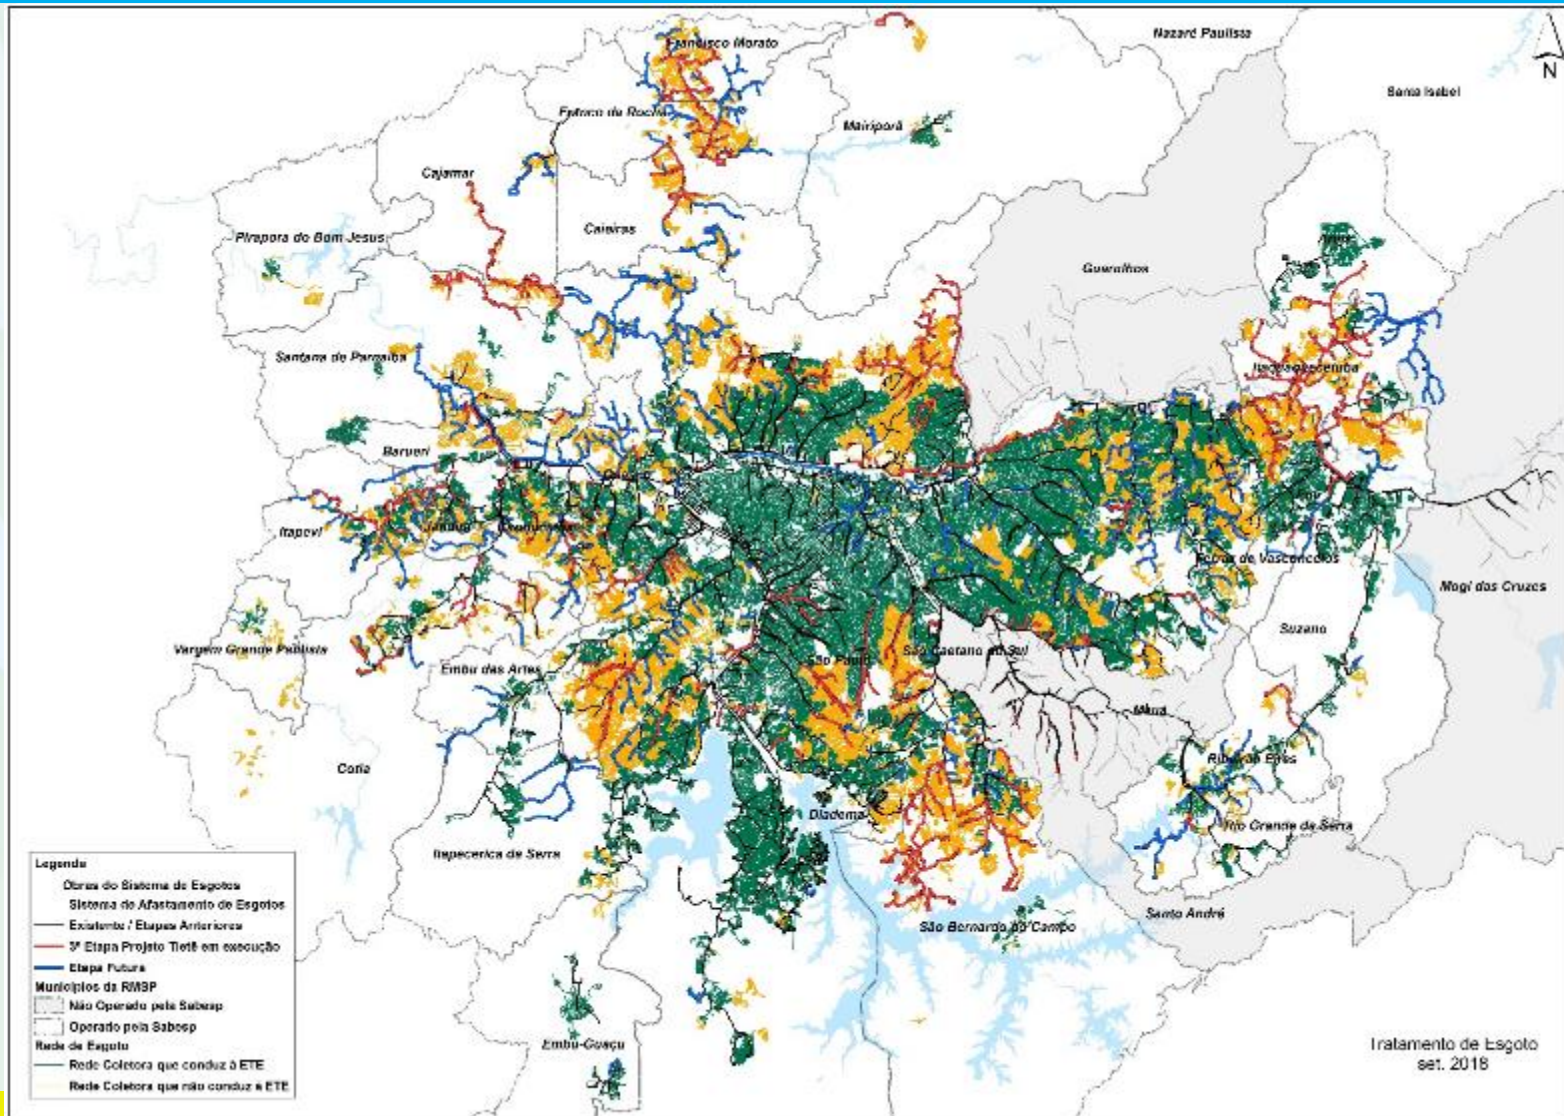 Francisco Morato
Nazaré Paulista
N
Santa Isabel
Franco da Rocha
Mairiporã
Cajamar
Caieiras
Pirapora do Bom Jesus
Guarulhos
Santana de Parnaíba
Itaquaquecetuba
Barueri
Itapevi
Ferraz de Vasconcelos
Mogi das Cruzes
Suzano
Vargem Grande Paulista
Embu das Artes
São Paulo
São Caetano do Sul
Mauá
Cotia
Ribeirão Pires
Diadema
Rio Grande da Serra
Itapecerica da Serra
Santo André
São Bernardo do Campo
Embu-Guaçu
Legenda
Obras do Sistema de Esgotos
Sistema de Afastamento de Esgotos
Existente / Etapas Anteriores
3ª Etapa Projeto Tietê em execução
Etapa Futura
Municípios da RMSP
Não Operado pela Sabesp
Operado pela Sabesp
Rede de Esgoto
Rede Coletora que conduz à ETE
Rede Coletora que não conduz à ETE
Tratamento de Esgoto
set. 2018